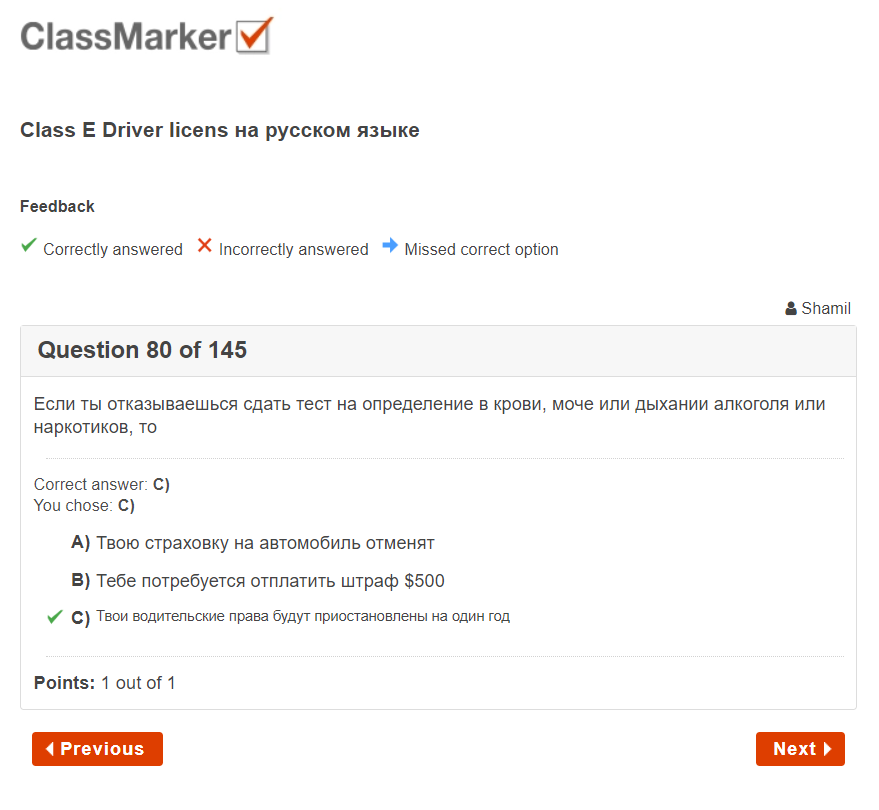 ClassMarker
Class E Driver licens на русском языке
Feedback
Correctly answered Incorrectly answered Missed correct option
Shamil
Question 80 of 145
Если ты отказываешься сдать тест на определение в крови, моче или дыхании алкоголя или
наркотиков, то
Correct answer: C)
You chose: C)
A) Твою страховку на автомобиль отменят
B) Тебе потребуется отплатить штраф $500
C) Твои водительские права будут приостановлены на один год
Points: 1 out of 1
Previous Next